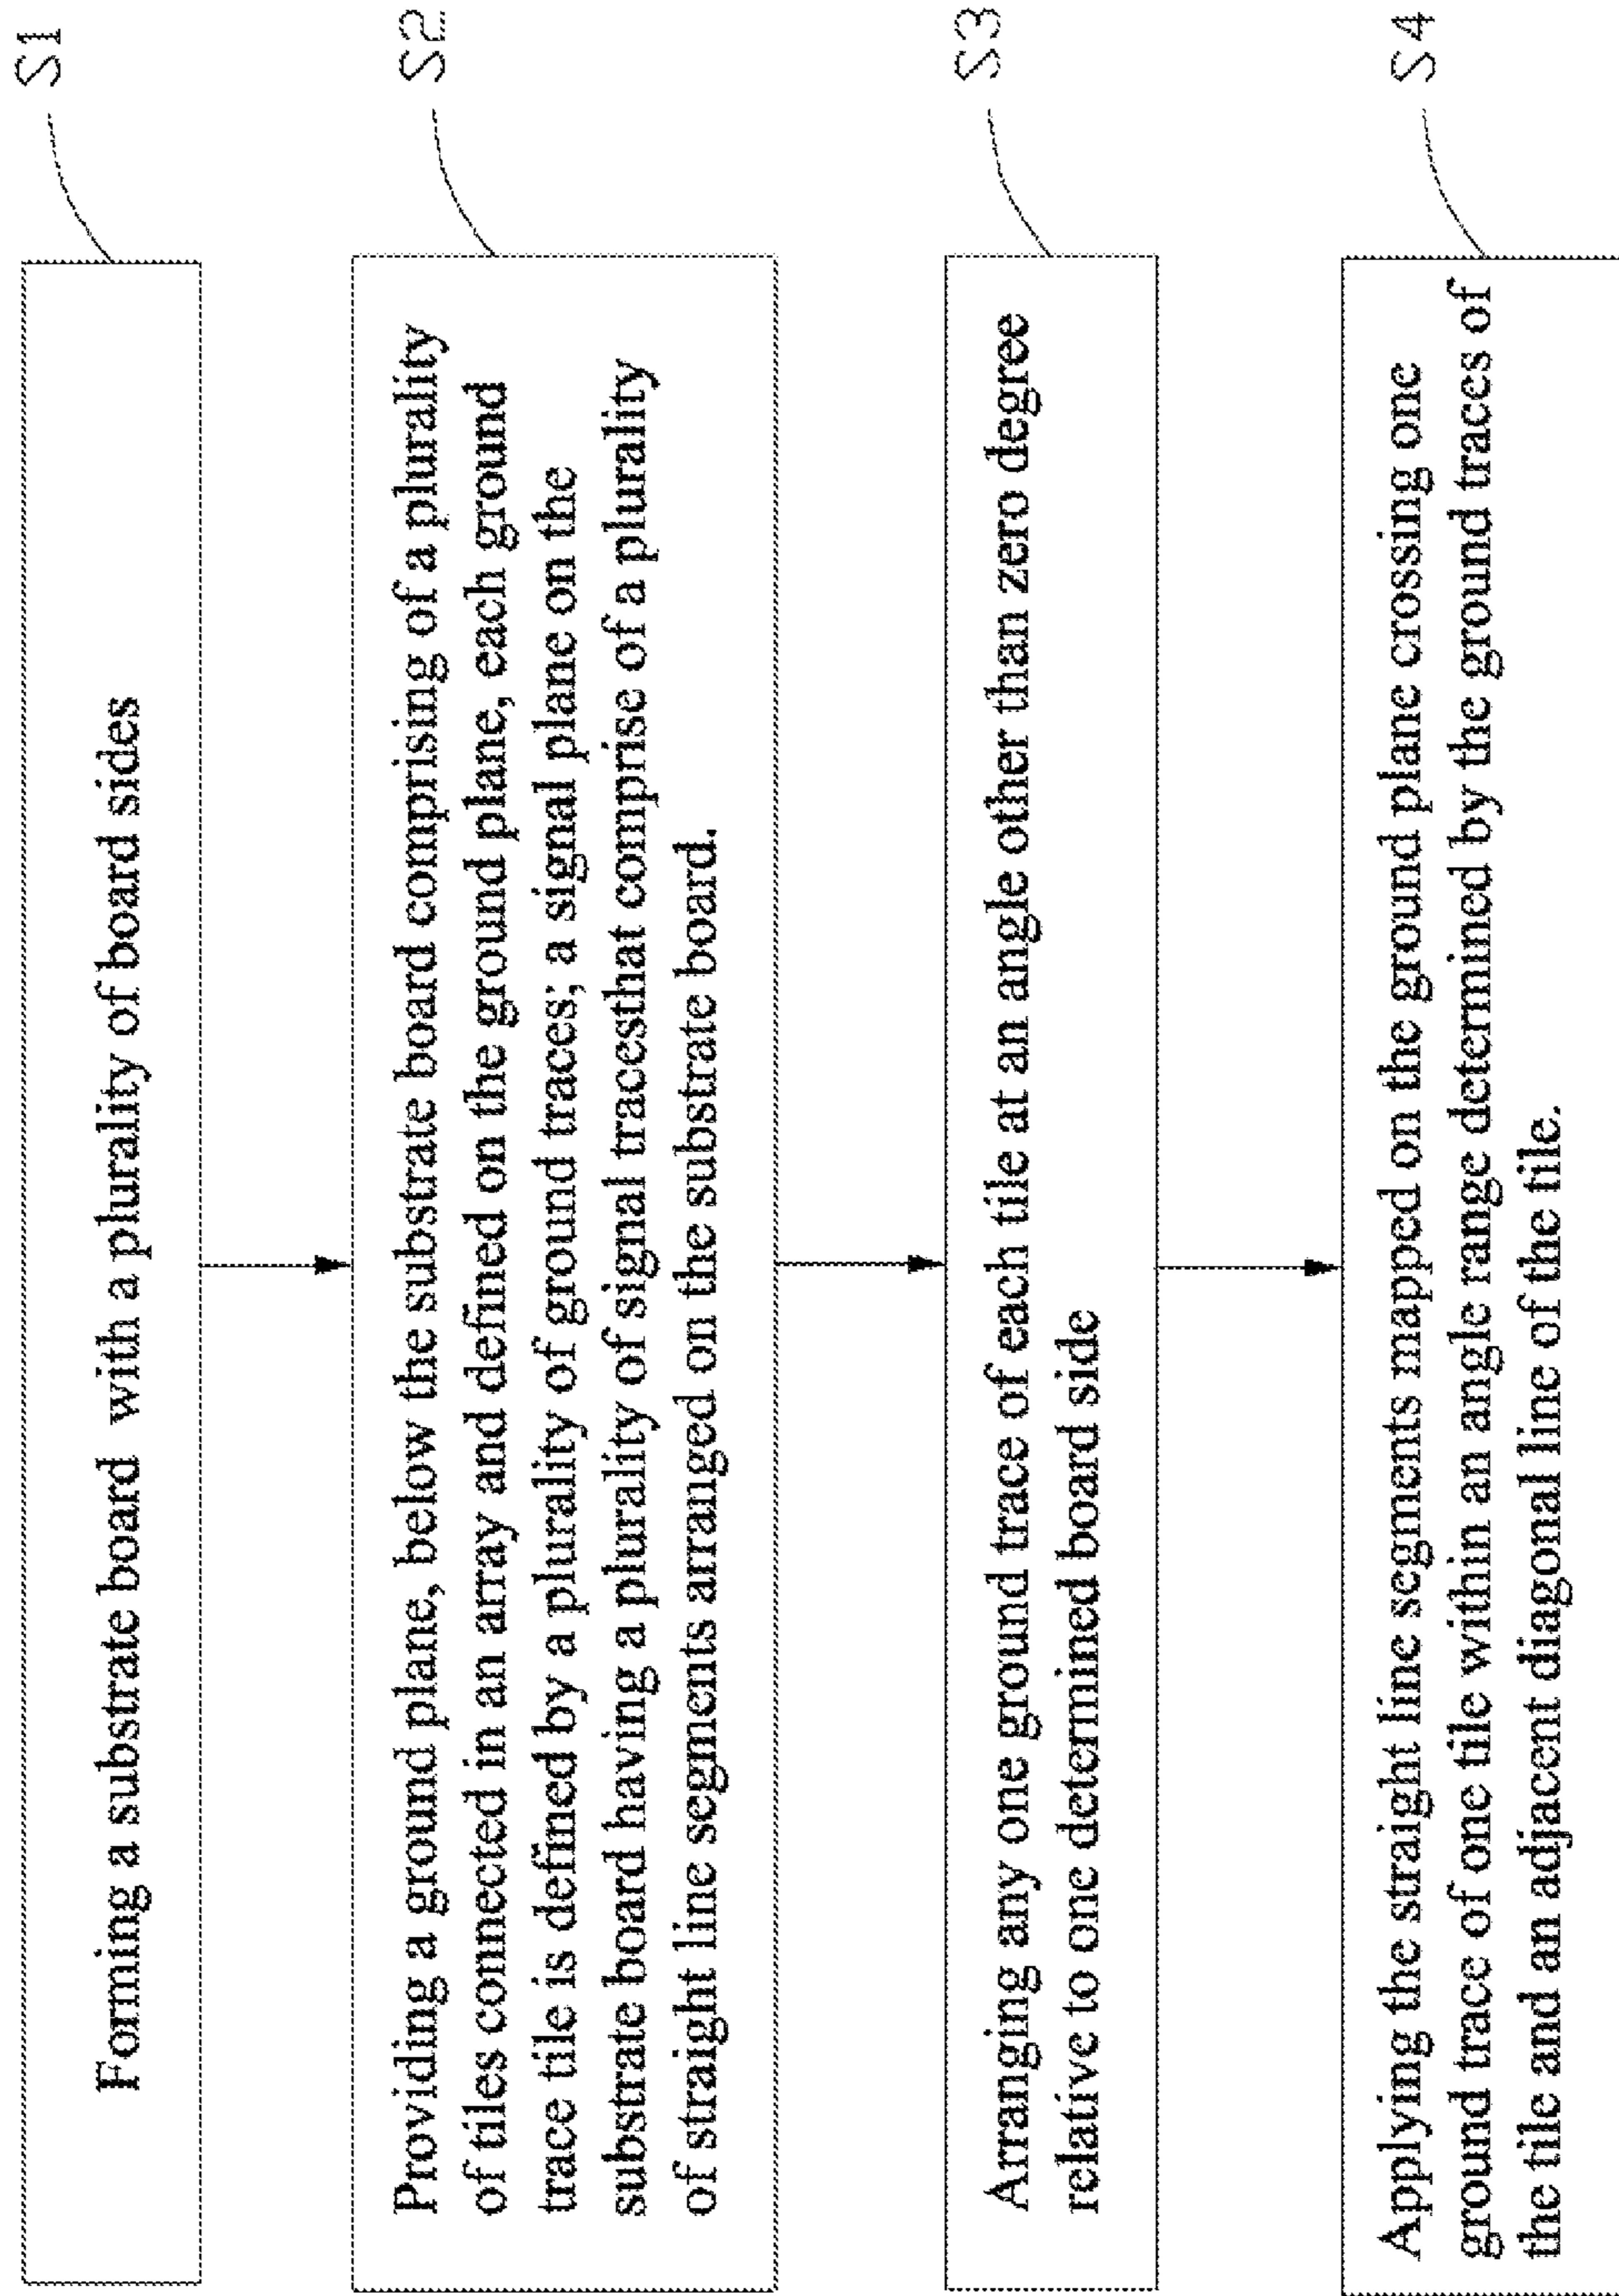 S1
Forming a substrate board with a plurality of board sides
S2
Providing a ground plane, below the substrate board comprising of a plurality
of tiles connected in an array and defined on the ground plane, each ground
trace tile is defined by a plurality of ground traces; a signal plane on the
substrate board having a plurality of signal tracesthat comprise of a plurality
of straight line segments arranged on the substrate board.
S3
Arranging any one ground trace of each tile at an angle other than zero degree
relative to one determined board side
S4
Applying the straight line segments mapped on the ground plane crossing one
ground trace of one tile within an angle range determined by the ground traces of
the tile and an adjacent diagonal line of the tile.